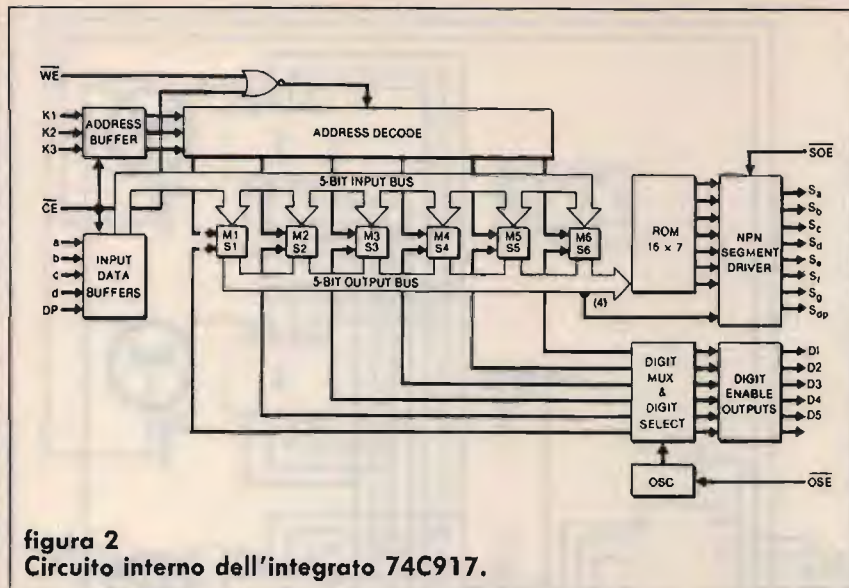 WE
K1
K2
K3
ADDRESS
BUFFER
ADDRESS DECODE
SOE
CE
5-BIT INPUT BUS
a
b
c
d
DP
INPUT
DATA
BUFFERS
M1
S1
M2
S2
M3
S3
M4
S4
M5
S5
M6
S6
5-BIT OUTPUT BUS
(4)
ROM
16 × 7
NPN
SEGMENT
DRIVER
Sa
Sb
Sc
Sd
Se
Sf
Sg
Sdp
DIGIT
MUX
&
DIGIT
SELECT
DIGIT
ENABLE
OUTPUTS
D1
D2
D3
D4
D5
OSC
OSE
figura 2
Circuito interno dell'integrato 74C917.